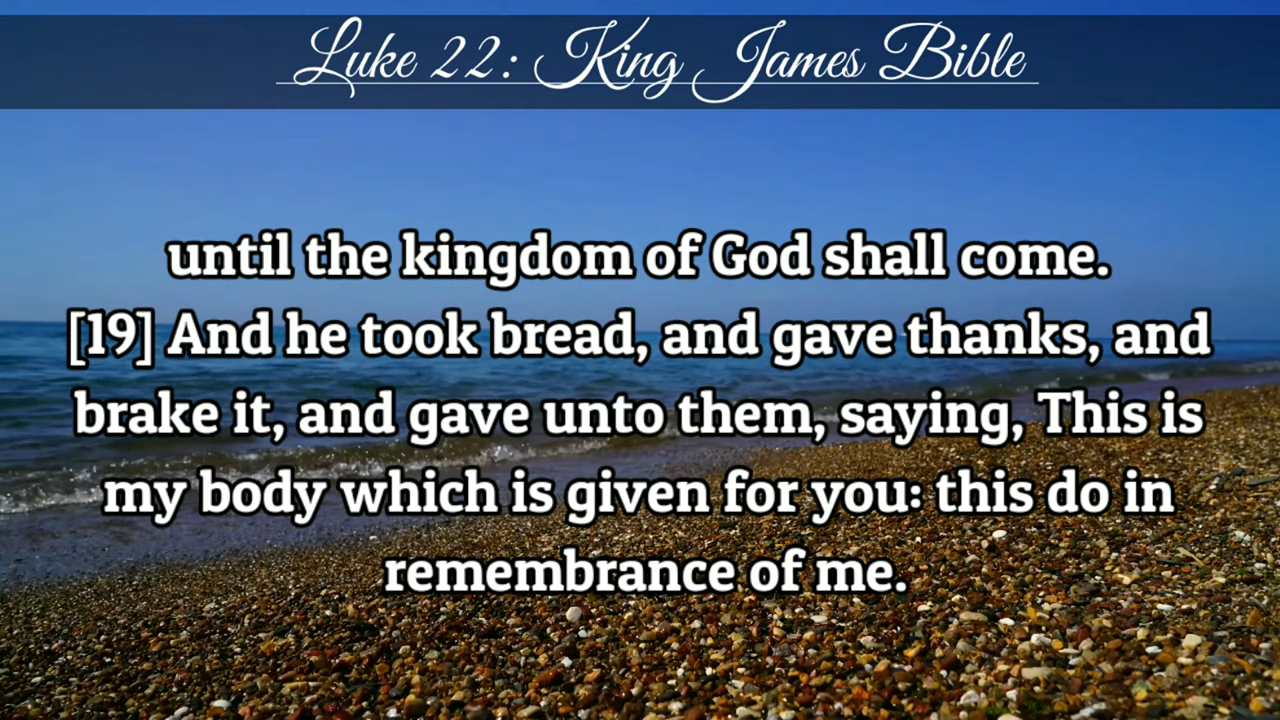 Luke 22: King James Bible
until the kingdom of God shall come.
[19] And he took bread, and gave thanks, and
brake it, and gave unto them, saying, This is
my body which is given for you: this do in
remembrance of me.